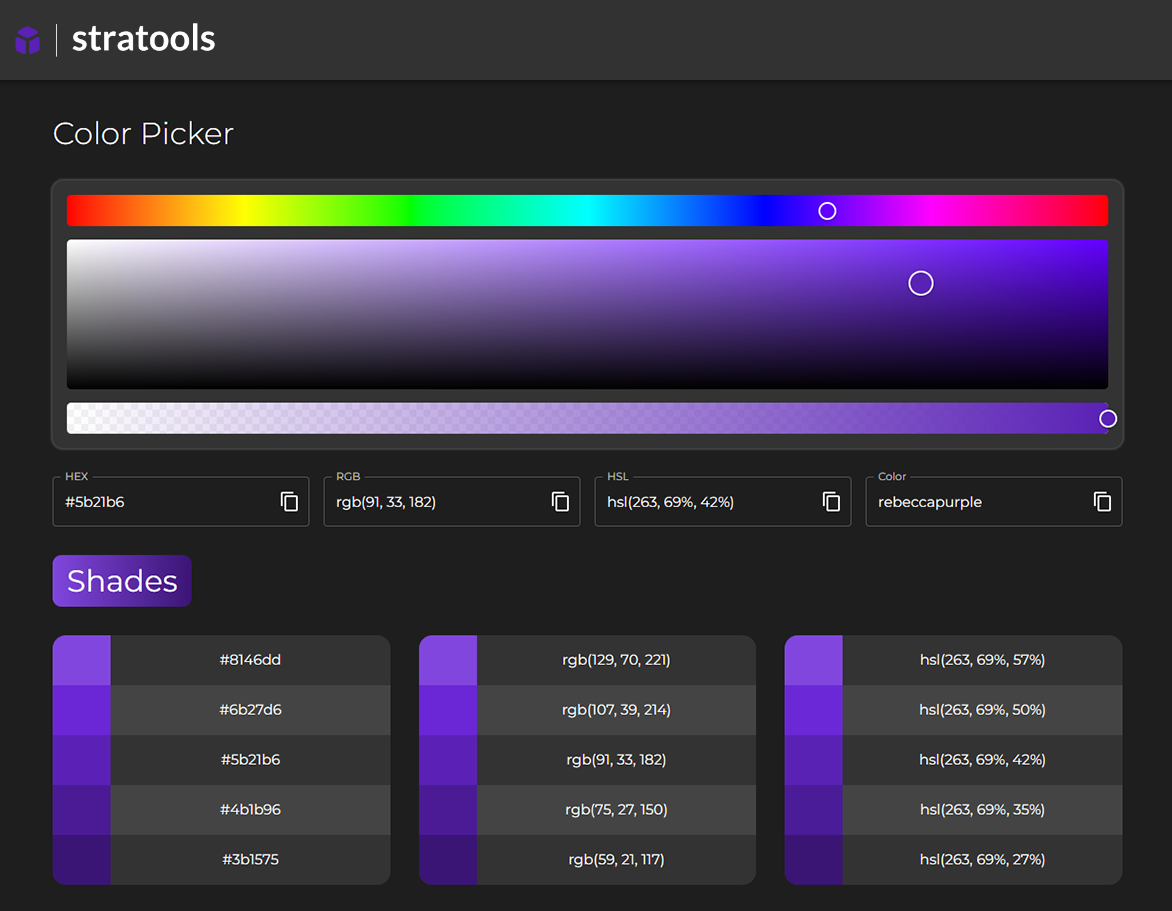 stratools
Color Picker
HEX
#5b21b6
RGB
rgb(91, 33, 182)
HSL
hsl(263, 69%, 42%)
Color
rebeccapurple
Shades
#8146dd
#6b27d6
#5b21b6
#4b1b96
#3b1575
rgb(129, 70, 221)
rgb(107, 39, 214)
rgb(91, 33, 182)
rgb(75, 27, 150)
rgb(59, 21, 117)
hsl(263, 69%, 57%)
hsl(263, 69%, 50%)
hsl(263, 69%, 42%)
hsl(263, 69%, 35%)
hsl(263, 69%, 27%)